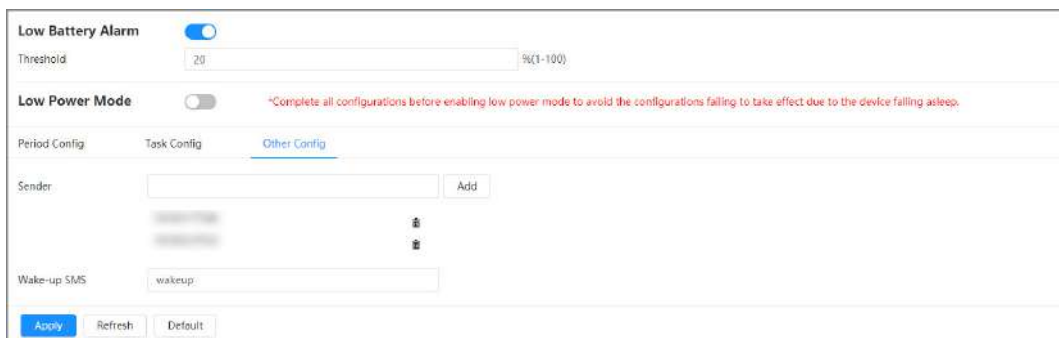 Low Battery Alarm
Threshold 20 %(1-100)
Low Power Mode *Complete all configurations before enabling low power mode to avoid the configurations failing to take effect due to the device falling asleep.
Period Config Task Config Other Config
Sender Add
Wake-up SMS wakeup
Apply Refresh Default